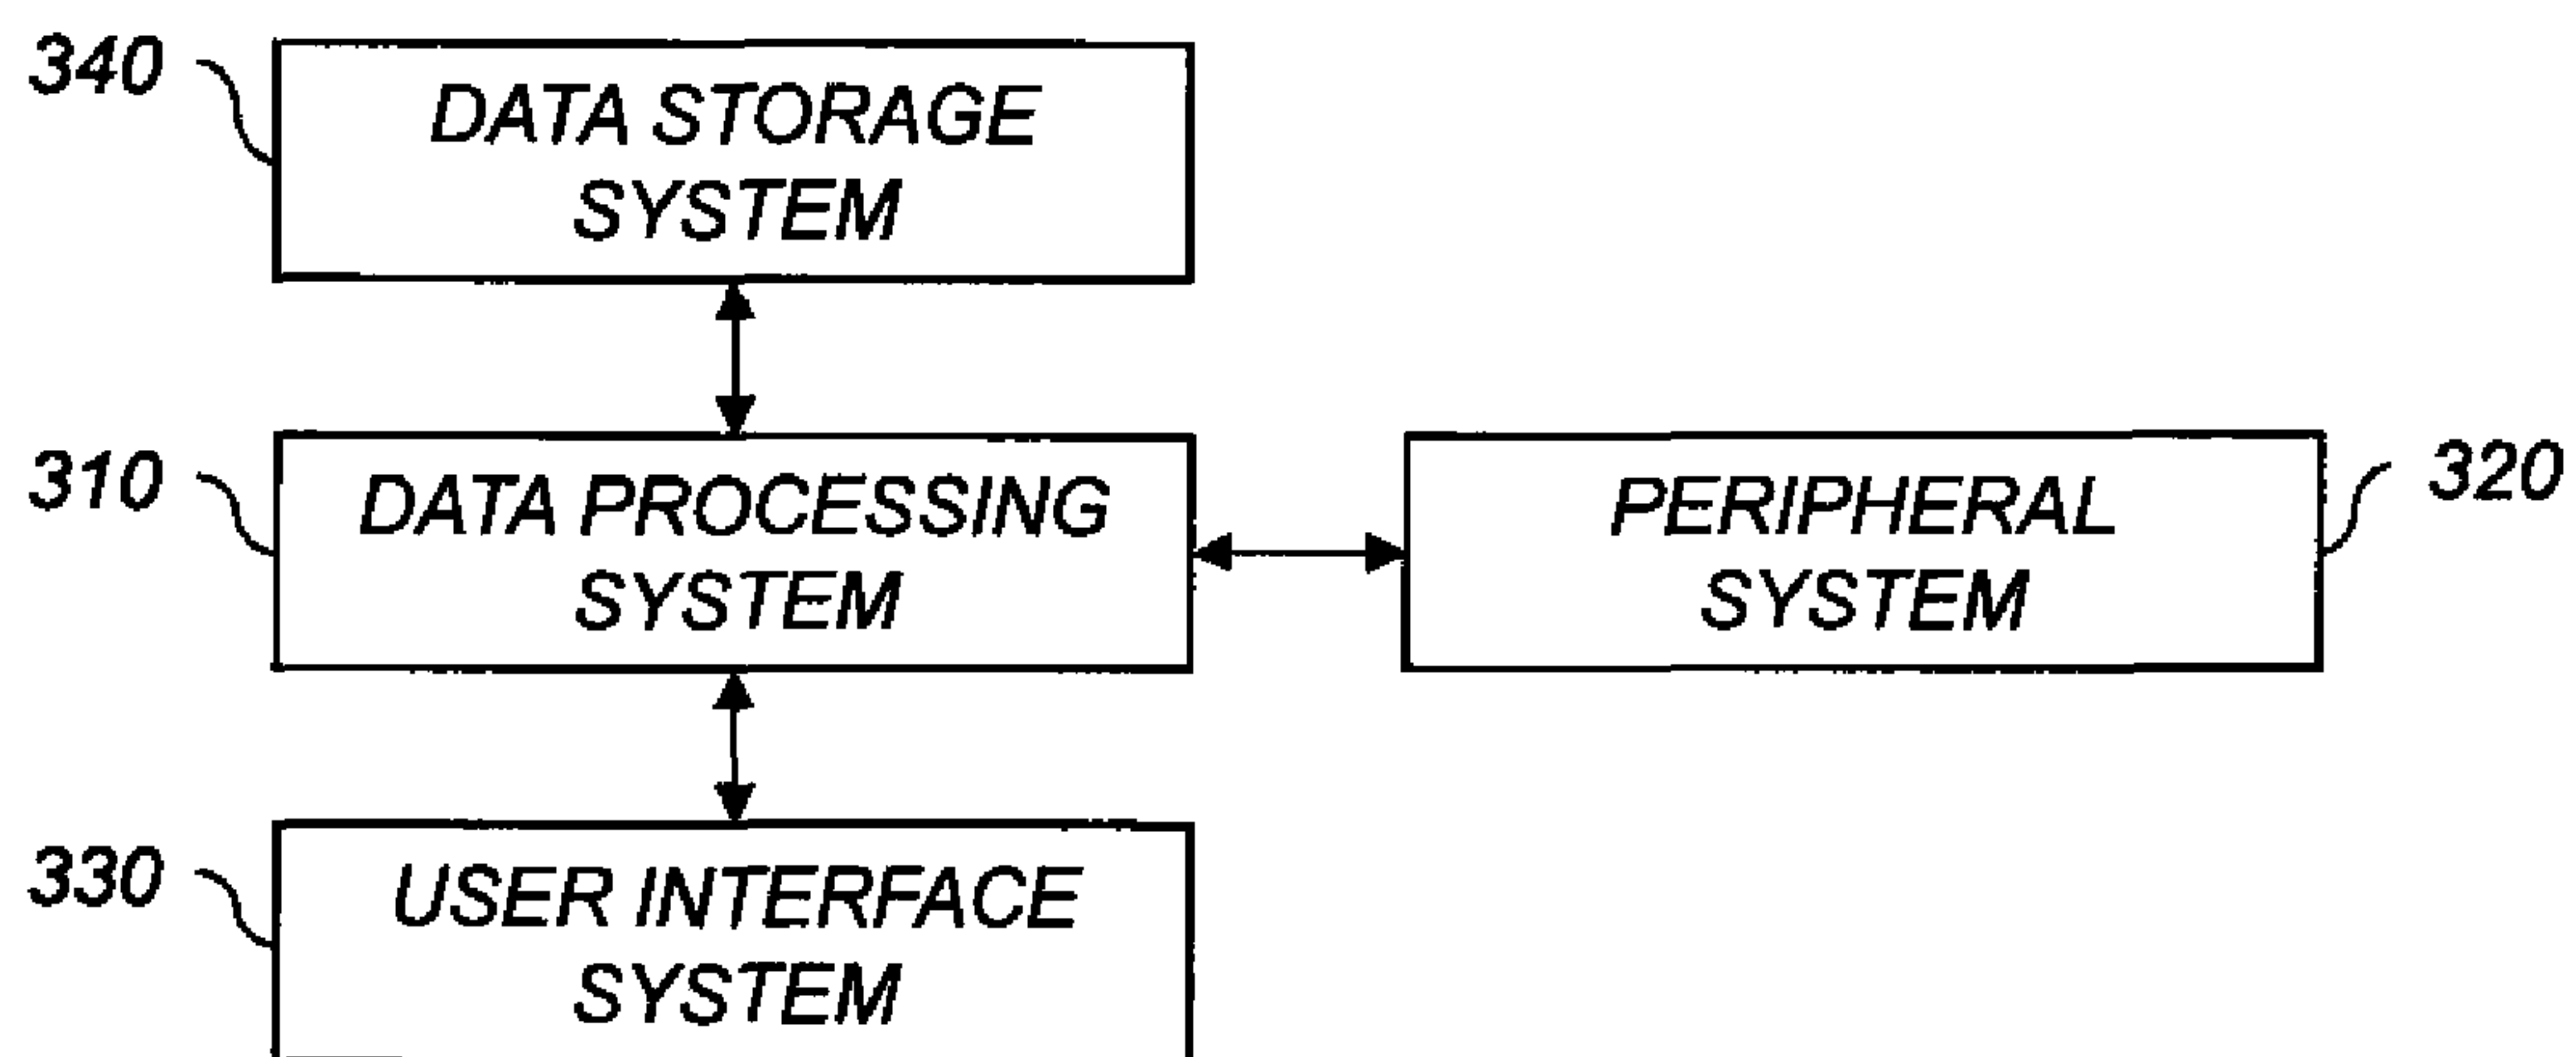 340
DATA STORAGE
SYSTEM
310
DATA PROCESSING
SYSTEM
PERIPHERAL
SYSTEM
320
330
USER INTERFACE
SYSTEM